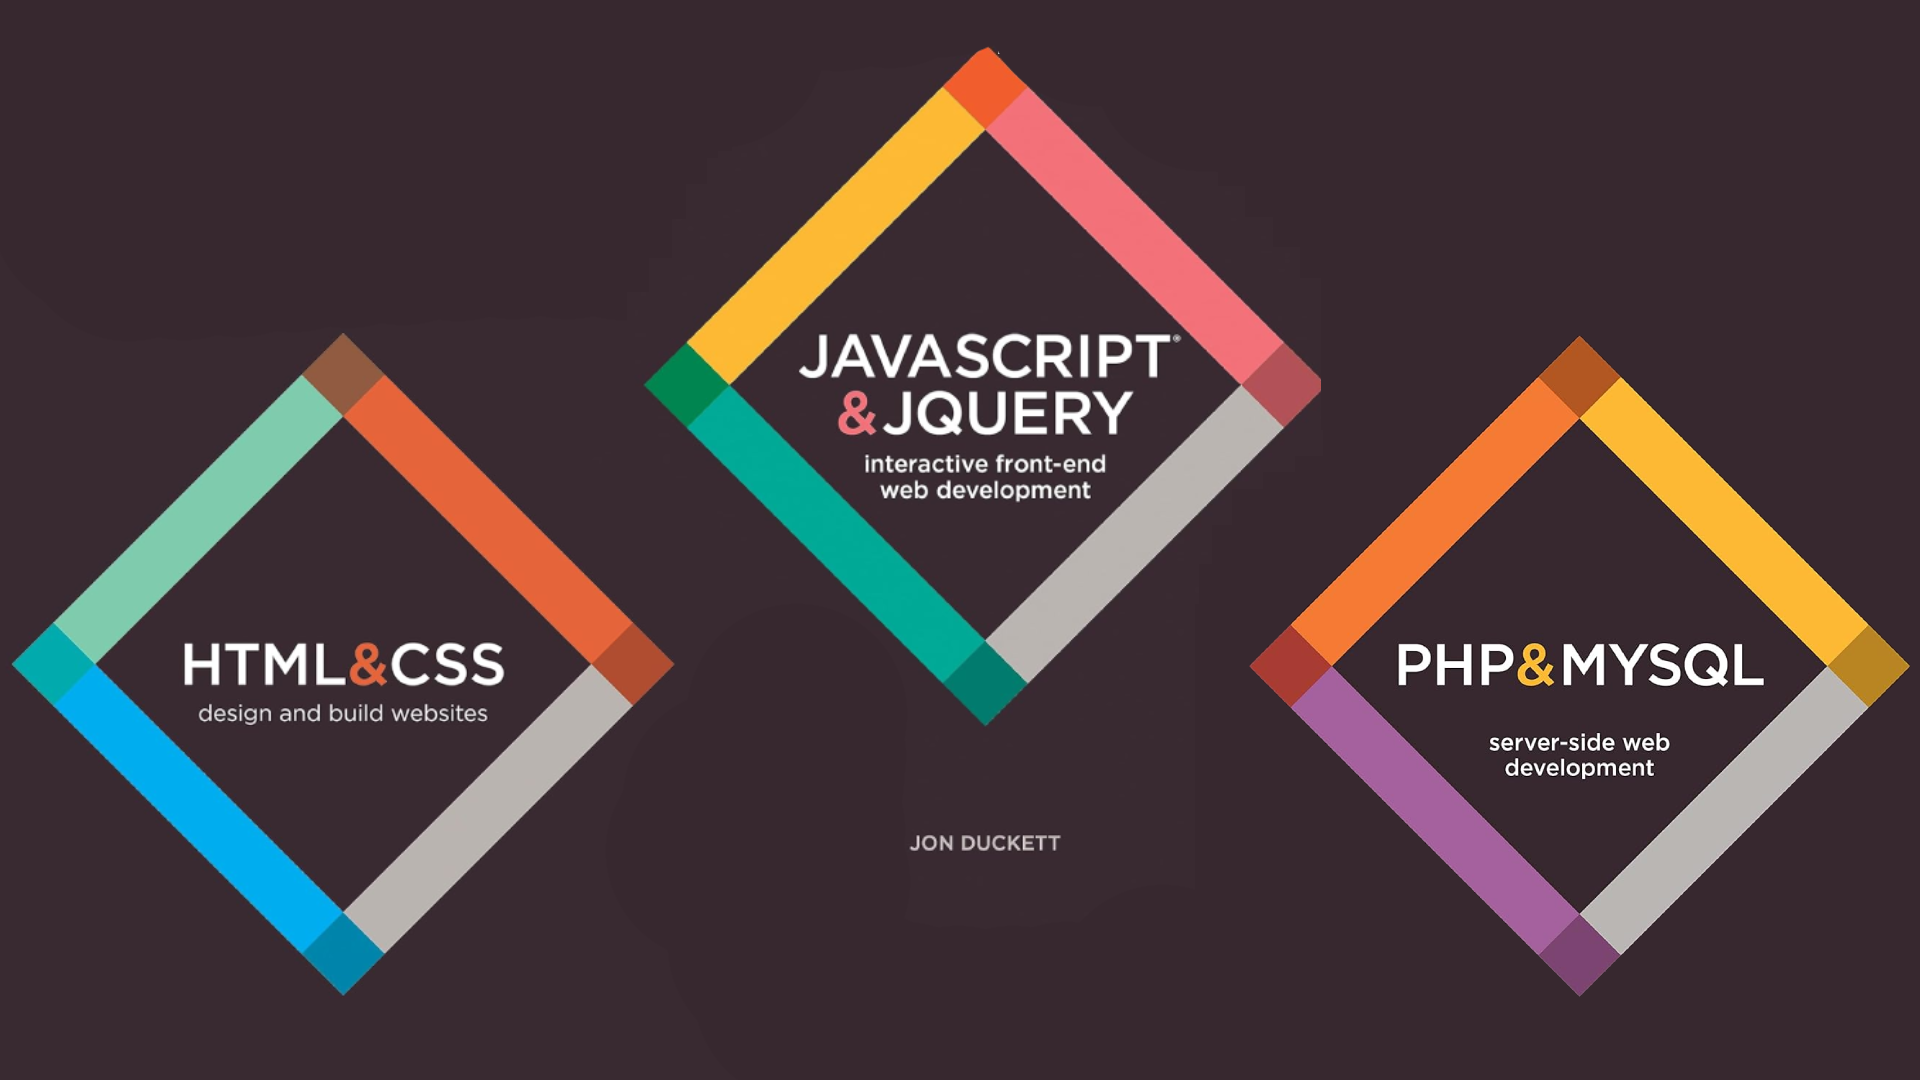 HTML&CSS
design and build websites
JAVASCRIPT®
&JQUERY
interactive front-end
web development
JON DUCKETT
PHP&MYSQL
server-side web
development